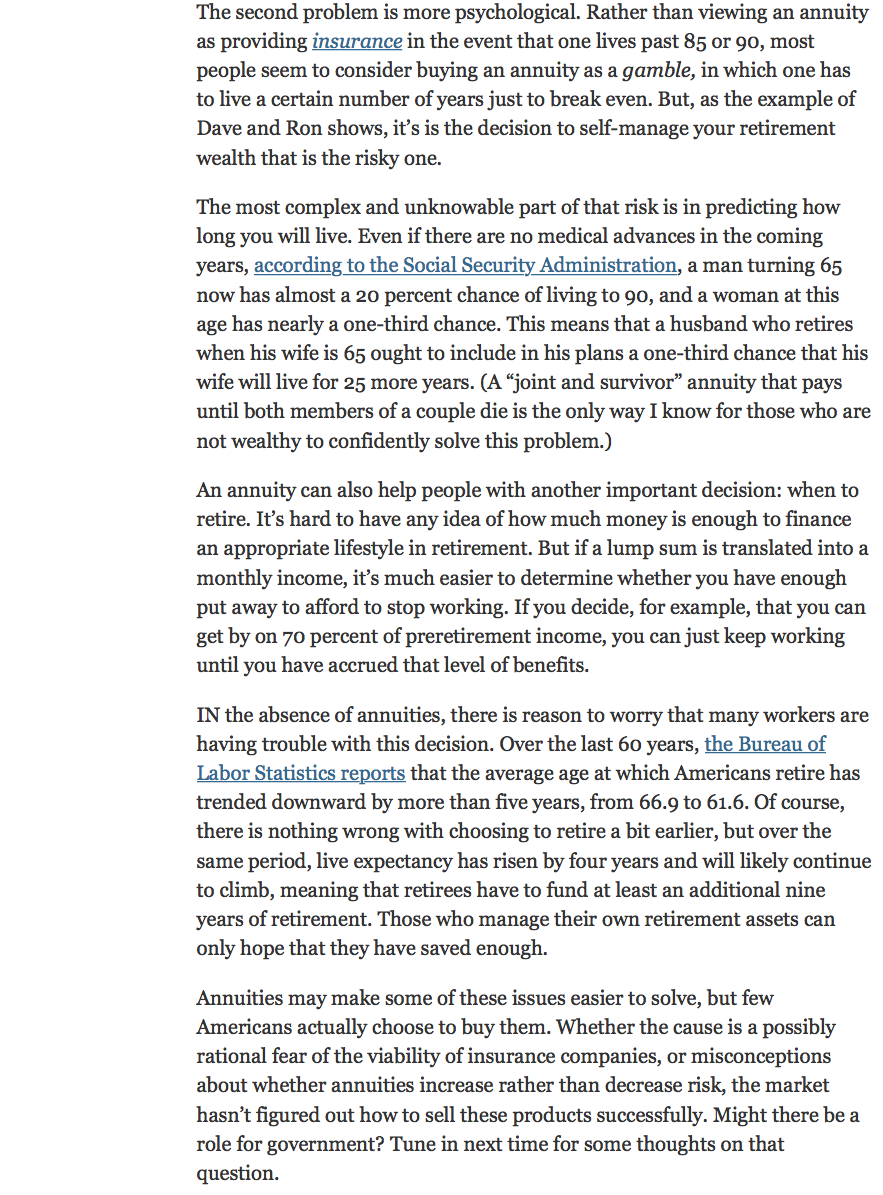 The second problem is more psychological. Rather than viewing an annuity
as providing insurance in the event that one lives past 85 or 90, most
people seem to consider buying an annuity as a gamble, in which one has
to live a certain number of years just to break even. But, as the example of
Dave and Ron shows, it’s is the decision to self-manage your retirement
wealth that is the risky one.
The most complex and unknowable part of that risk is in predicting how
long you will live. Even if there are no medical advances in the coming
years, according to the Social Security Administration, a man turning 65
now has almost a 20 percent chance of living to 90, and a woman at this
age has nearly a one-third chance. This means that a husband who retires
when his wife is 65 ought to include in his plans a one-third chance that his
wife will live for 25 more years. (A “joint and survivor” annuity that pays
until both members of a couple die is the only way I know for those who are
not wealthy to confidently solve this problem.)
An annuity can also help people with another important decision: when to
retire. It’s hard to have any idea of how much money is enough to finance
an appropriate lifestyle in retirement. But if a lump sum is translated into a
monthly income, it’s much easier to determine whether you have enough
put away to afford to stop working. If you decide, for example, that you can
get by on 70 percent of preretirement income, you can just keep working
until you have accrued that level of benefits.
IN the absence of annuities, there is reason to worry that many workers are
having trouble with this decision. Over the last 60 years, the Bureau of
Labor Statistics reports that the average age at which Americans retire has
trended downward by more than five years, from 66.9 to 61.6. Of course,
there is nothing wrong with choosing to retire a bit earlier, but over the
same period, live expectancy has risen by four years and will likely continue
to climb, meaning that retirees have to fund at least an additional nine
years of retirement. Those who manage their own retirement assets can
only hope that they have saved enough.
Annuities may make some of these issues easier to solve, but few
Americans actually choose to buy them. Whether the cause is a possibly
rational fear of the viability of insurance companies, or misconceptions
about whether annuities increase rather than decrease risk, the market
hasn’t figured out how to sell these products successfully. Might there be a
role for government? Tune in next time for some thoughts on that
question.